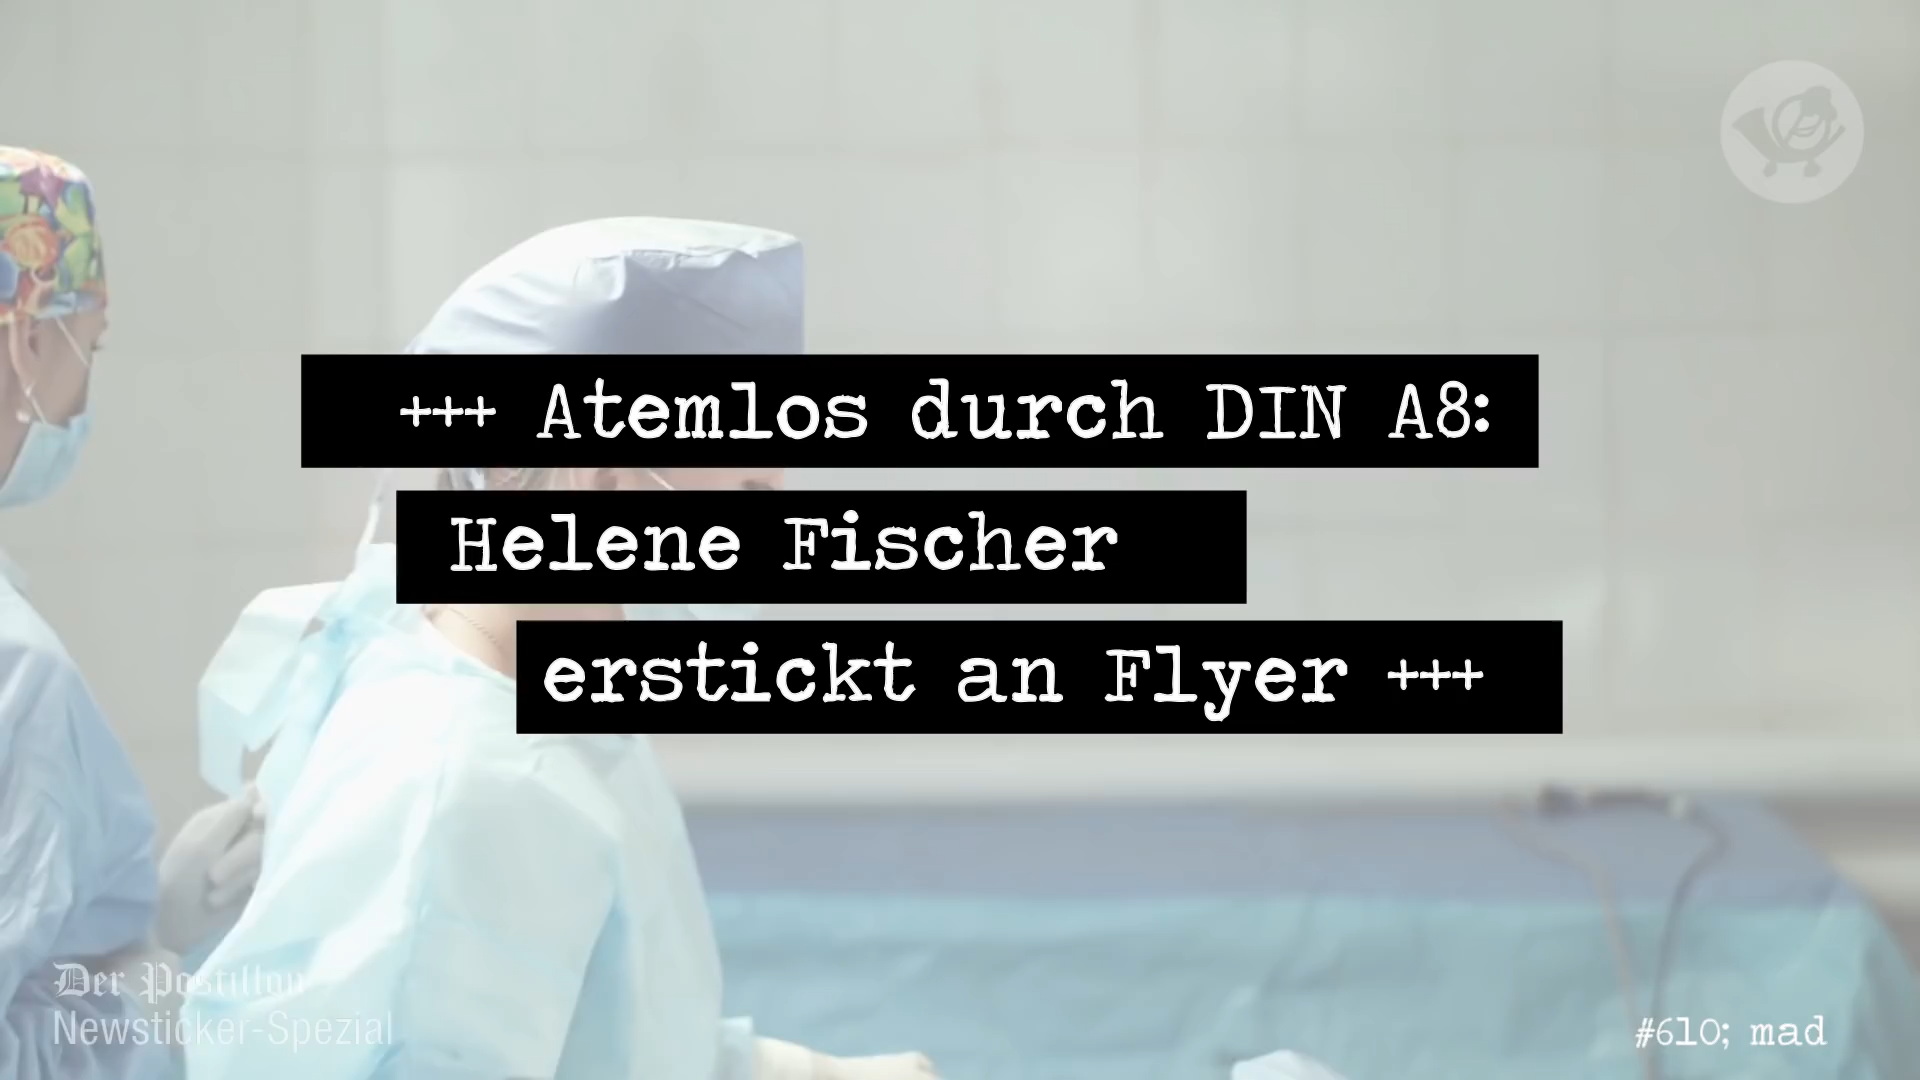 +++ Atemlos durch DIN A8:
Helene Fischer
erstickt an Flyer +++
Der Postillon
Newsticker-Spezial
#610; mad